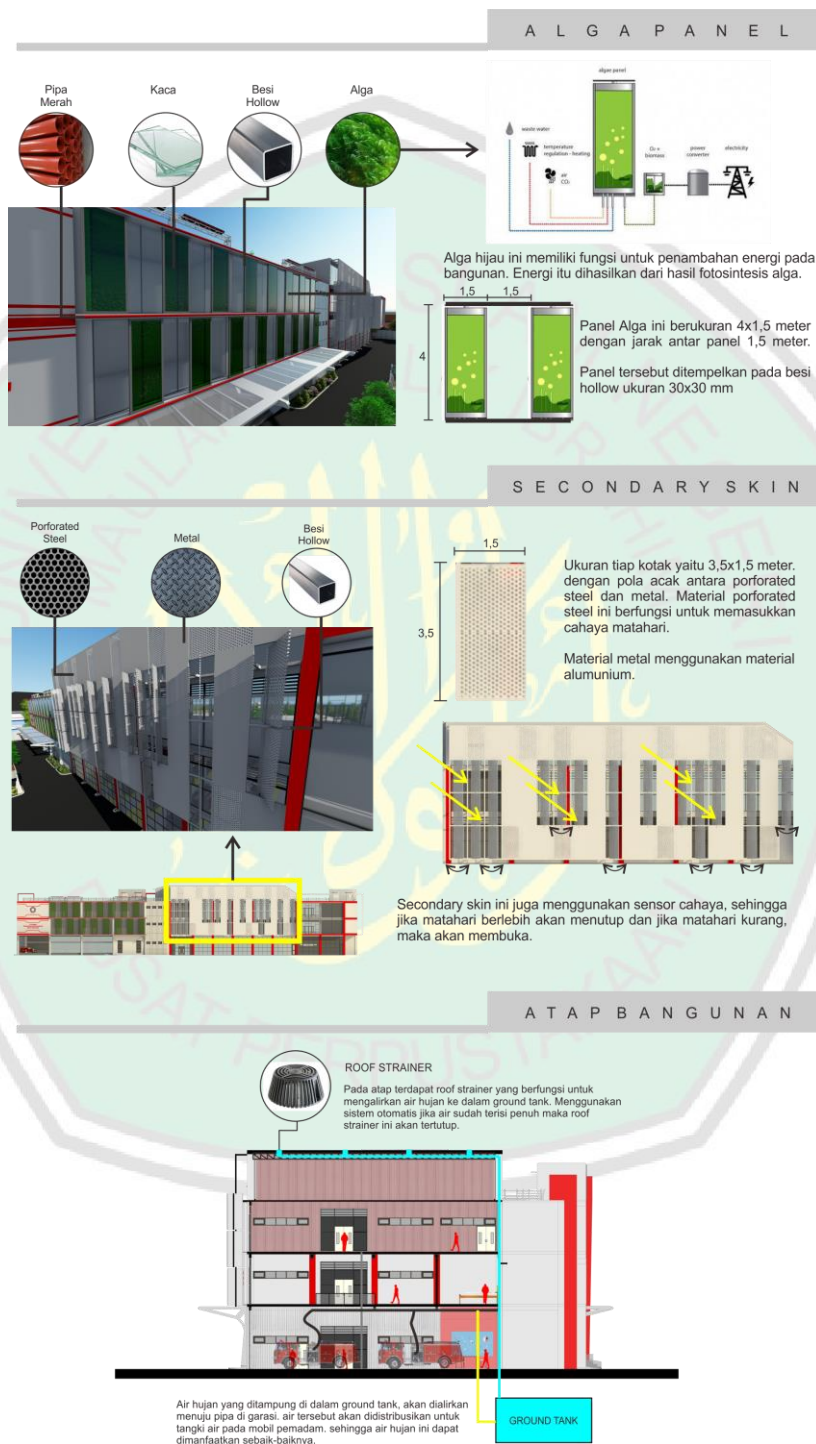 A L G A P A N E L
Pipa
Merah
Kaca
Besi
Hollow
Alga
algae panel
waste water
temperature
regulation - heating
air
CO₂
O₂ +
biomass
power
converter
electricity
Alga hijau ini memiliki fungsi untuk penambahan energi pada
bangunan. Energi itu dihasilkan dari hasil fotosintesis alga.
1,5
1,5
4
Panel Alga ini berukuran 4x1,5 meter
dengan jarak antar panel 1,5 meter.
Panel tersebut ditempelkan pada besi
hollow ukuran 30x30 mm
S E C O N D A R Y S K I N
Porforated
Steel
Metal
Besi
Hollow
1,5
3,5
Ukuran tiap kotak yaitu 3,5x1,5 meter.
dengan pola acak antara porforated
steel dan metal. Material porforated
steel ini berfungsi untuk memasukkan
cahaya matahari.
Material metal menggunakan material
alumunium.
Secondary skin ini juga menggunakan sensor cahaya, sehingga
jika matahari berlebih akan menutup dan jika matahari kurang,
maka akan membuka.
A T A P B A N G U N A N
ROOF STRAINER
Pada atap terdapat roof strainer yang berfungsi untuk
mengalirkan air hujan ke dalam ground tank. Menggunakan
sistem otomatis jika air sudah terisi penuh maka roof
strainer ini akan tertutup.
Air hujan yang ditampung di dalam ground tank, akan dialirkan
menuju pipa di garasi. air tersebut akan didistribusikan untuk
tangki air pada mobil pemadam. sehingga air hujan ini dapat
dimanfaatkan sebaik-baiknya.
GROUND TANK
PUSAT PERPUSTAKAAN